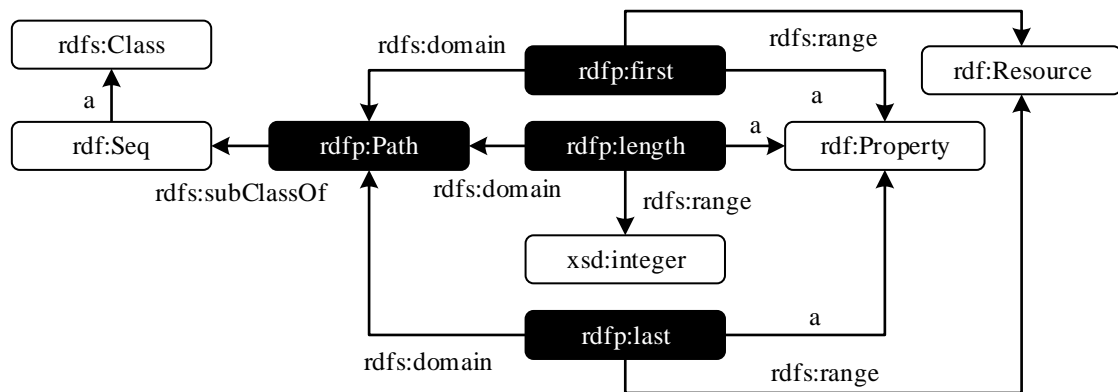 rdfs:Class
rdfs:domain
rdfp:first
rdfs:range
rdf:Resource
a
a
rdf:Seq
rdfp:Path
rdfp:length
a
rdf:Property
rdfs:subClassOf
rdfs:domain
rdfs:range
xsd:integer
rdfp:last
a
rdfs:domain
rdfs:range